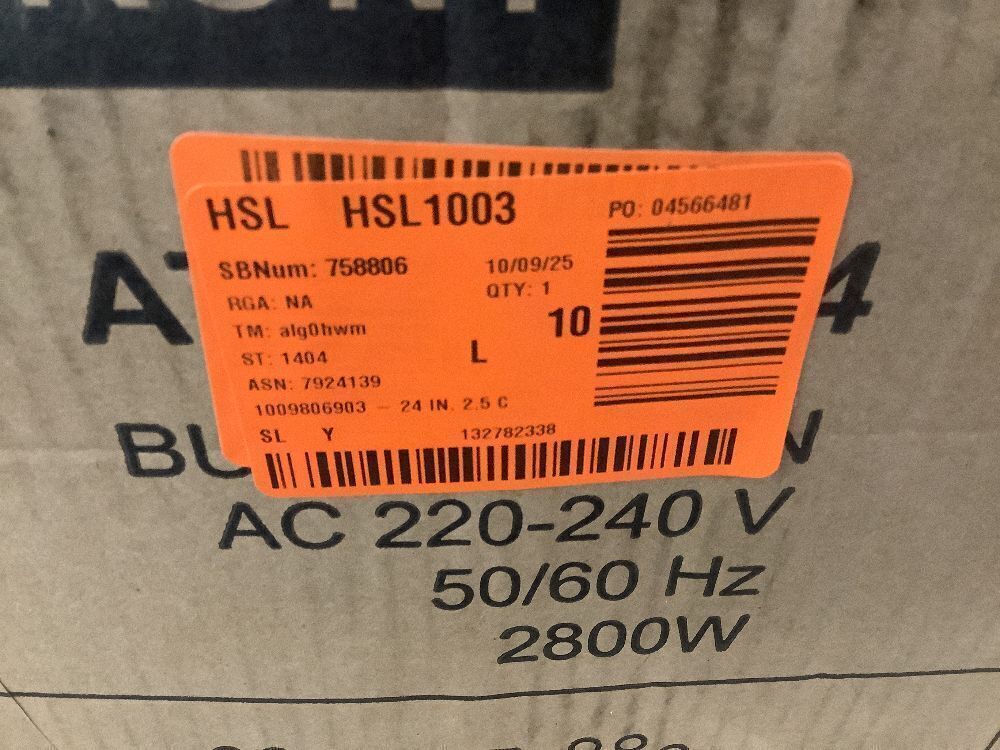 HSL HSL1003 PO: 04566481
SBNum: 758806 10/09/25
RGA: NA QTY: 1
TM: alg0hwm 10
ST: 1404 L
ASN: 7924139
1009806903 - 24 IN. 2.5 C
SL Y 132782338
AC 220-240 V
50/60 Hz
2800W